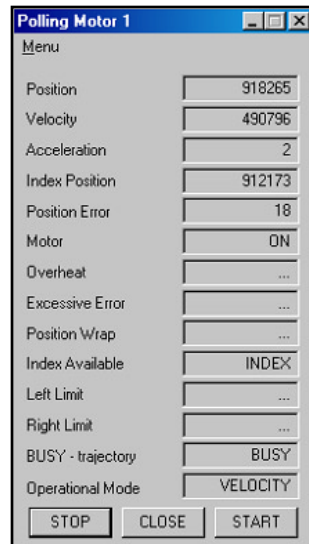 Polling Motor 1
Menu
Position 918265
Velocity 490796
Acceleration 2
Index Position 912173
Position Error 18
Motor ON
Overheat ...
Excessive Error ...
Position Wrap ...
Index Available INDEX
Left Limit ...
Right Limit ...
BUSY - trajectory BUSY
Operational Mode VELOCITY
STOP CLOSE START